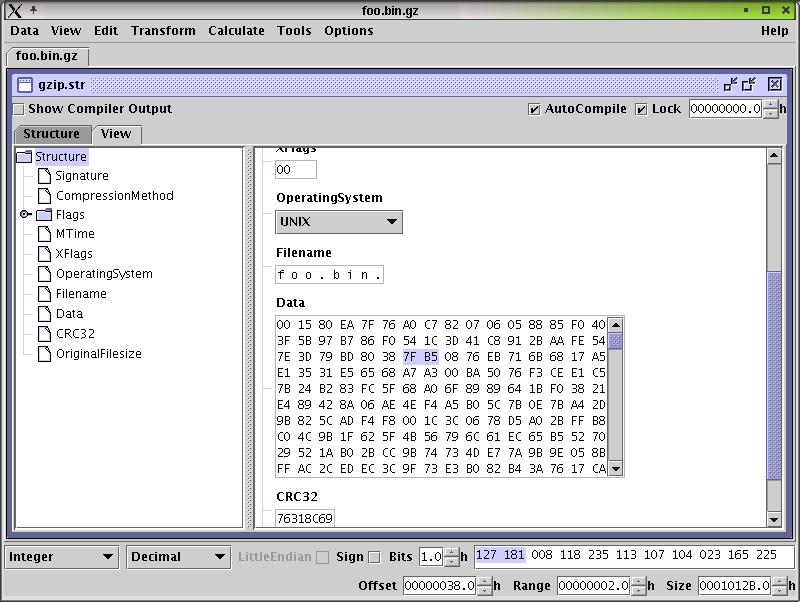 foo.bin.gz
Data View Edit Transform Calculate Tools Options Help
foo.bin.gz
gzip.str
Show Compiler Output AutoCompile Lock 00000000.0 h
Structure View
Structure
Signature
CompressionMethod
Flags
MTime
XFlags
OperatingSystem
Filename
Data
CRC32
OriginalFilesize
XFlags
00
OperatingSystem
UNIX
Filename
f o o . b i n .
Data
00 15 80 EA 7F 76 A0 C7 82 07 06 05 88 85 F0 40
3F 5B 97 B7 86 F0 54 1C 3D 41 C8 91 2B AA FE 54
7E 3D 79 BD 80 38 7F B5 08 76 EB 71 6B 68 17 A5
E1 35 31 E5 65 68 A7 A3 00 BA 50 76 F3 CE E1 C5
7B 24 B2 83 FC 5F 68 A0 6F 89 89 64 1B F0 38 21
E4 89 42 8A 06 AE 4E F4 A5 B0 5C 7B 0E 7B A4 2D
9B 82 5C AD F4 F8 00 1C 3C 06 78 D5 A0 2B FF B8
C0 4C 9B 1F 62 5F 4B 56 79 6C 61 EC 65 B5 52 70
29 52 1A B0 2B CC 9B 74 73 4D E7 7A 9B 9E 05 8B
FF AC 2C ED EC 3C 9F 73 E3 B0 82 B4 3A 76 17 CA
CRC32
76318C69
Integer Decimal LittleEndian Sign Bits 1.0 h 127 181 008 118 235 113 107 104 023 165 225
Offset 00000038.0 h Range 00000002.0 h Size 0001012B.0 h